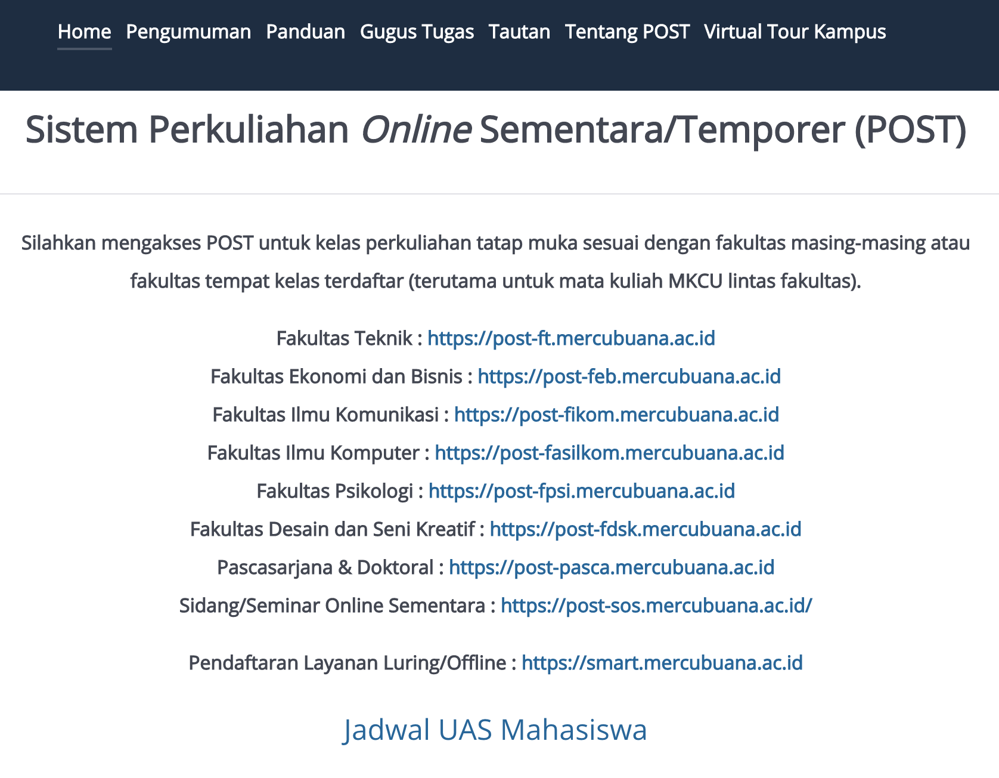 Home Pengumuman Panduan Gugus Tugas Tautan Tentang POST Virtual Tour Kampus
Sistem Perkuliahan Online Sementara/Temporer (POST)
Silahkan mengakses POST untuk kelas perkuliahan tatap muka sesuai dengan fakultas masing-masing atau
fakultas tempat kelas terdaftar (terutama untuk mata kuliah MKCU lintas fakultas).
Fakultas Teknik : https://post-ft.mercubuana.ac.id
Fakultas Ekonomi dan Bisnis : https://post-feb.mercubuana.ac.id
Fakultas Ilmu Komunikasi : https://post-fikom.mercubuana.ac.id
Fakultas Ilmu Komputer : https://post-fasilkom.mercubuana.ac.id
Fakultas Psikologi : https://post-fpsi.mercubuana.ac.id
Fakultas Desain dan Seni Kreatif : https://post-fdsk.mercubuana.ac.id
Pascasarjana & Doktoral : https://post-pasca.mercubuana.ac.id
Sidang/Seminar Online Sementara : https://post-sos.mercubuana.ac.id/
Pendaftaran Layanan Luring/Offline : https://smart.mercubuana.ac.id
Jadwal UAS Mahasiswa